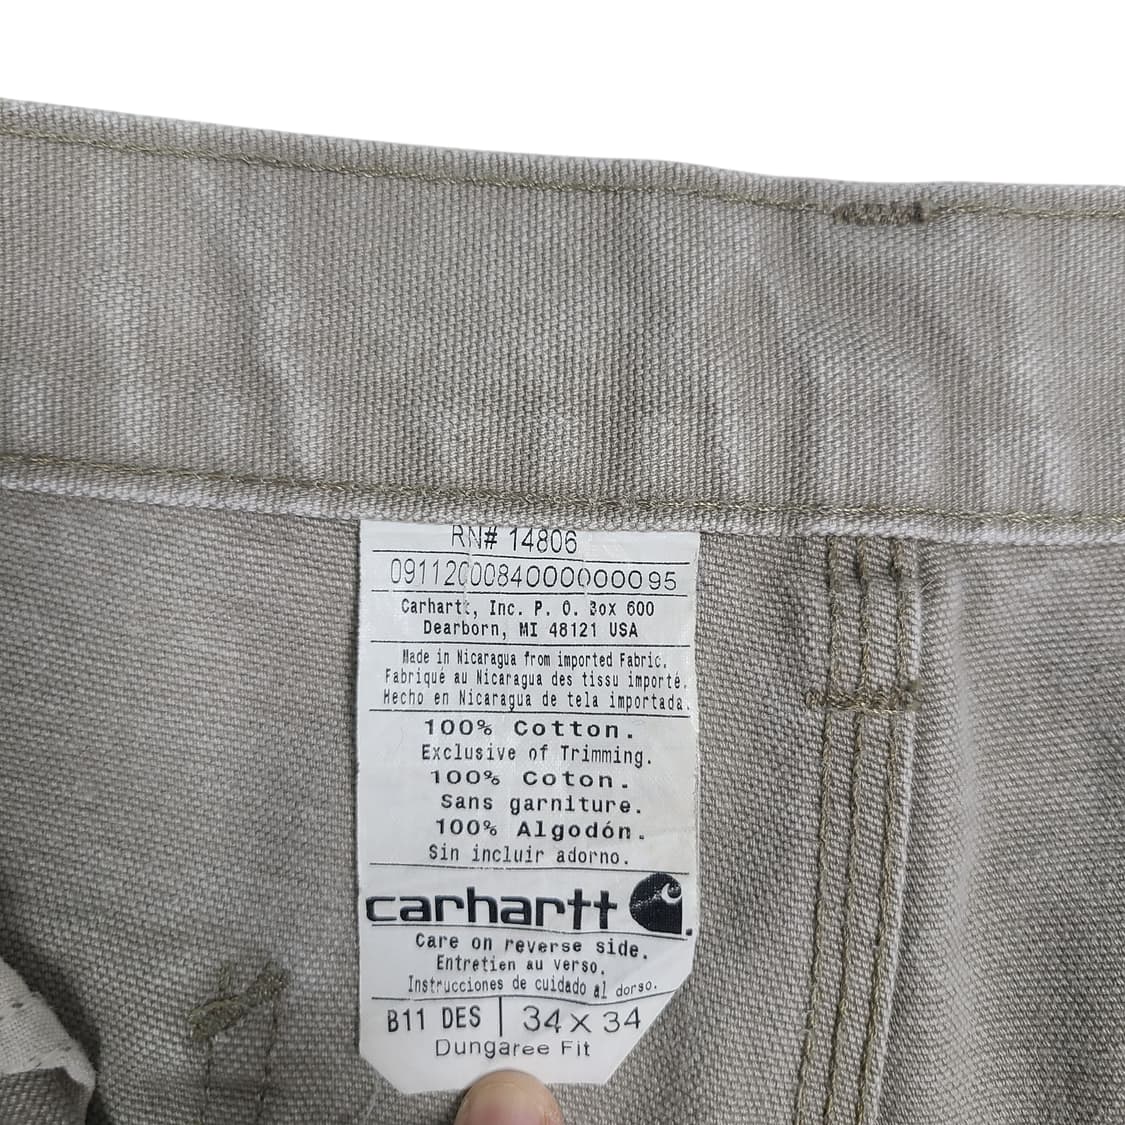 RN# 14806
091120008400000000095
Carhartt, Inc. P. O. Box 600
Dearborn, MI 48121 USA
Made in Nicaragua from imported Fabric.
Fabriqué au Nicaragua des tissu importé.
Hecho en Nicaragua de tela importada.
100% Cotton.
Exclusive of Trimming.
100% Coton.
Sans garniture.
100% Algodón.
Sin incluir adorno.
carhartt
Care on reverse side.
Entretien au verso.
Instrucciones de cuidado al dorso.
B11 DES | 34 x 34
Dungaree Fit